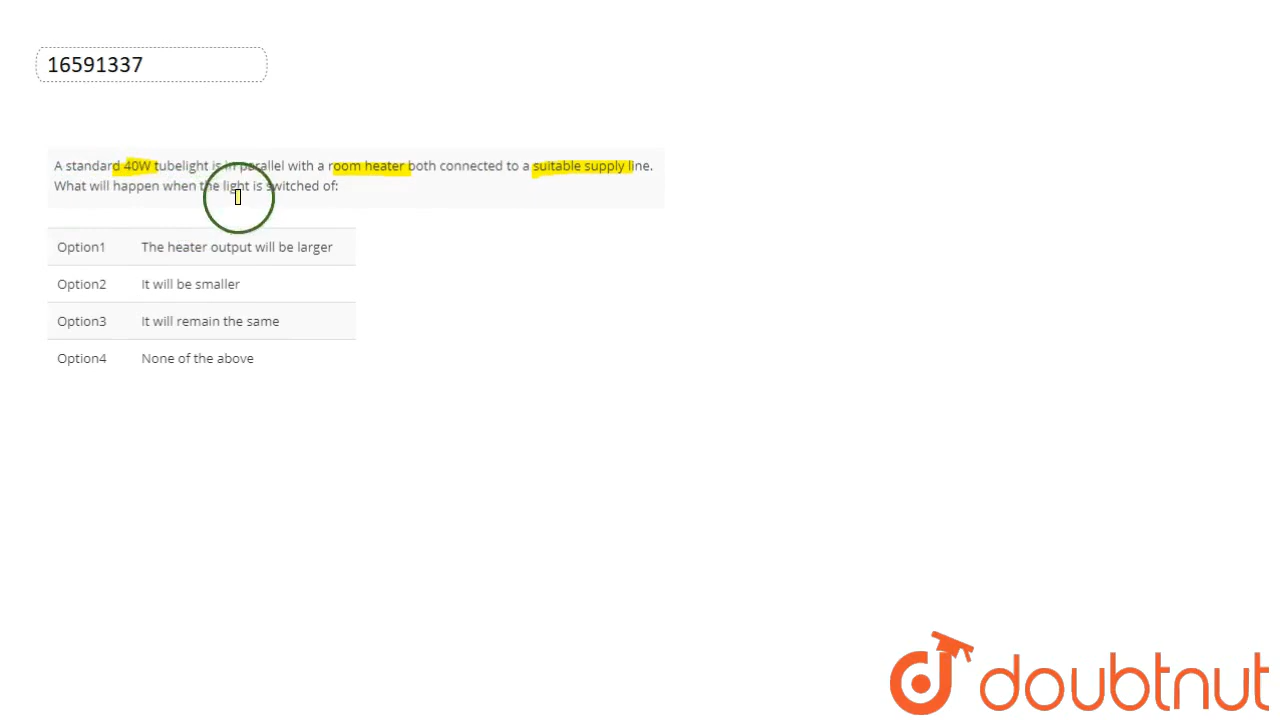 16591337
A standard 40W tubelight is in parallel with a room heater both connected to a suitable supply line.
What will happen when the light is switched of:
Option1 The heater output will be larger
Option2 It will be smaller
Option3 It will remain the same
Option4 None of the above
doubtnut